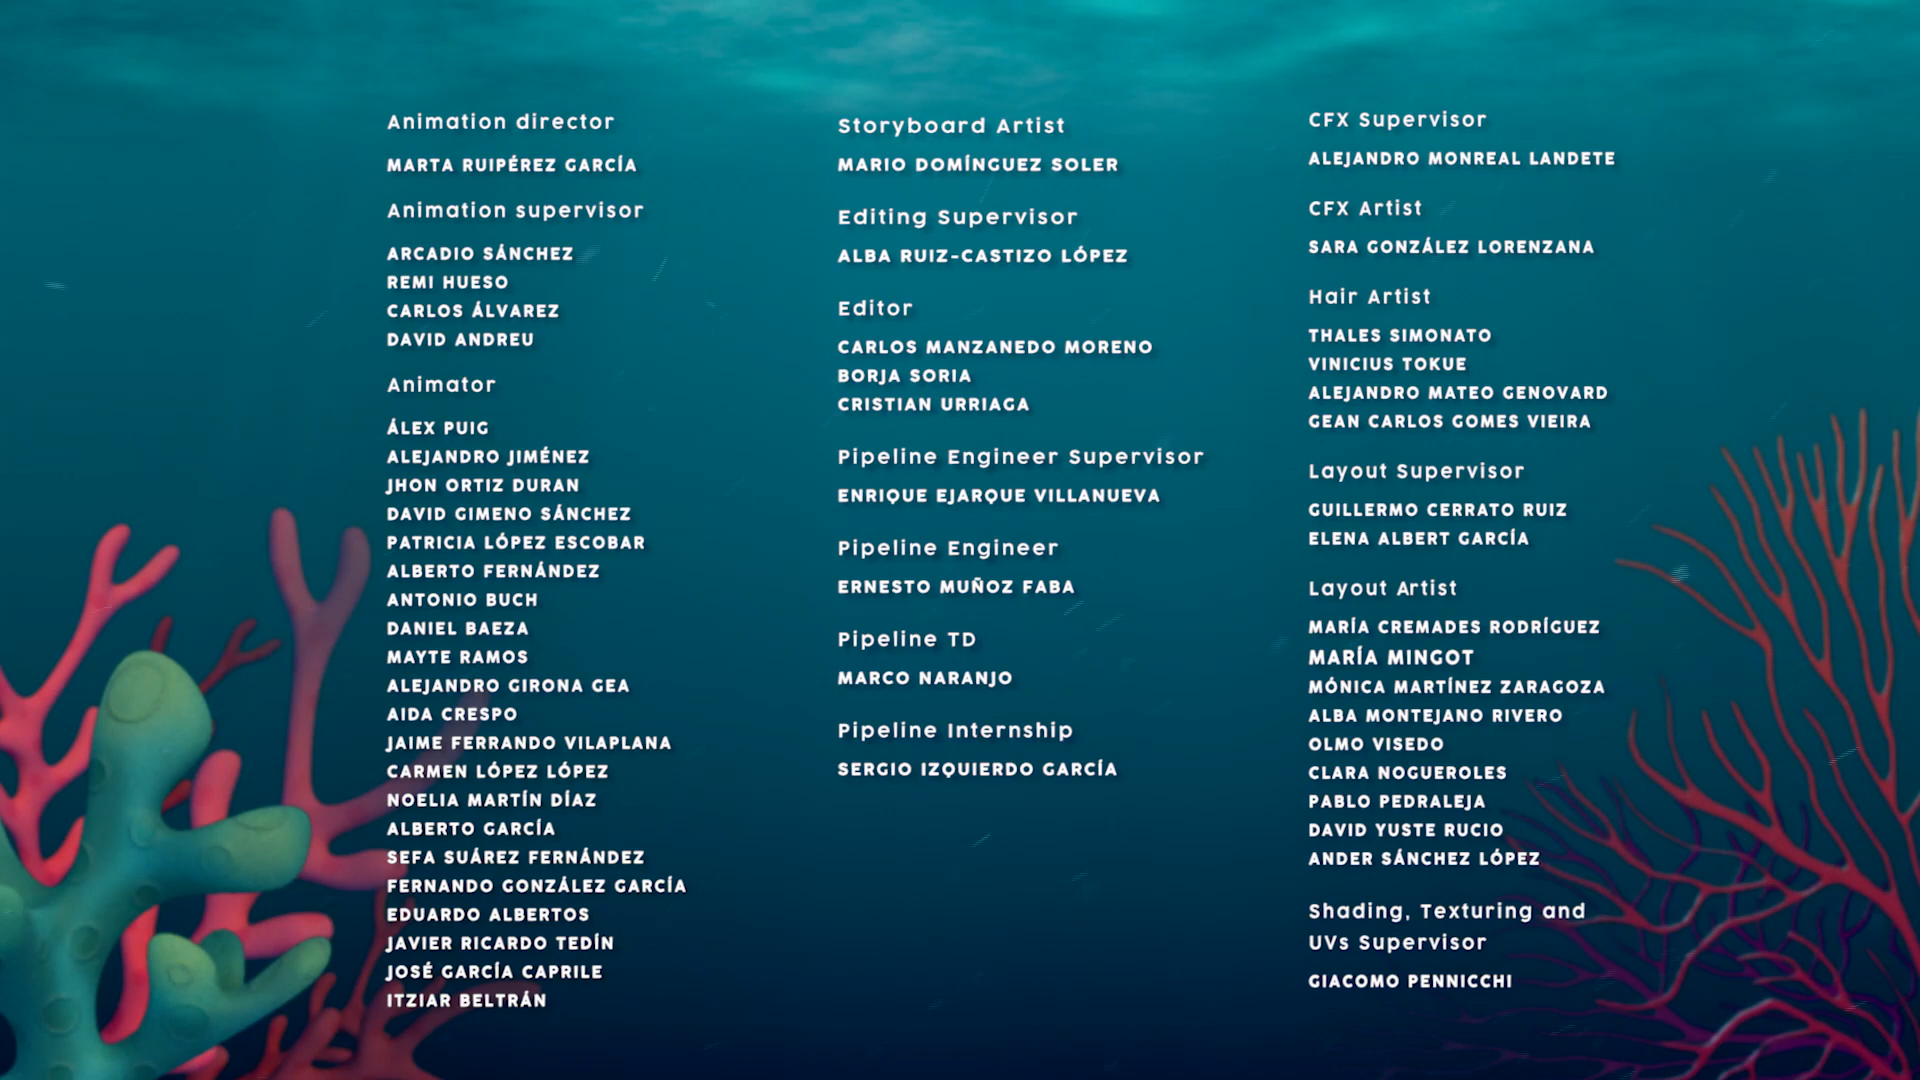 Animation director
MARTA RUIPÉREZ GARCÍA
Animation supervisor
ARCADIO SÁNCHEZ
REMI HUESO
CARLOS ÁLVAREZ
DAVID ANDREU
Animator
ÁLEX PUIG
ALEJANDRO JIMÉNEZ
JHON ORTIZ DURAN
DAVID GIMENO SÁNCHEZ
PATRICIA LÓPEZ ESCOBAR
ALBERTO FERNÁNDEZ
ANTONIO BUCH
DANIEL BAEZA
MAYTE RAMOS
ALEJANDRO GIRONA GEA
AIDA CRESPO
JAIME FERRANDO VILAPLANA
CARMEN LÓPEZ LÓPEZ
NOELIA MARTÍN DÍAZ
ALBERTO GARCÍA
SEFA SUÁREZ FERNÁNDEZ
FERNANDO GONZÁLEZ GARCÍA
EDUARDO ALBERTOS
JAVIER RICARDO TEDÍN
JOSÉ GARCÍA CAPRILE
ITZIAR BELTRÁN
Storyboard Artist
MARIO DOMÍNGUEZ SOLER
Editing Supervisor
ALBA RUIZ-CASTIZO LÓPEZ
Editor
CARLOS MANZANEDO MORENO
BORJA SORIA
CRISTIAN URRIAGA
Pipeline Engineer Supervisor
ENRIQUE EJARQUE VILLANUEVA
Pipeline Engineer
ERNESTO MUÑOZ FABA
Pipeline TD
MARCO NARANJO
Pipeline Internship
SERGIO IZQUIERDO GARCÍA
CFX Supervisor
ALEJANDRO MONREAL LANDETE
CFX Artist
SARA GONZÁLEZ LORENZANA
Hair Artist
THALES SIMONATO
VINICIUS TOKUE
ALEJANDRO MATEO GENOVARD
GEAN CARLOS GOMES VIEIRA
Layout Supervisor
GUILLERMO CERRATO RUIZ
ELENA ALBERT GARCÍA
Layout Artist
MARÍA CREMADES RODRÍGUEZ
MARÍA MINGOT
MÓNICA MARTÍNEZ ZARAGOZA
ALBA MONTEJANO RIVERO
OLMO VISEDO
CLARA NOGUEROLES
PABLO PEDRALEJA
DAVID YUSTE RUCIO
ANDER SÁNCHEZ LÓPEZ
Shading, Texturing and
UVs Supervisor
GIACOMO PENNICCHI